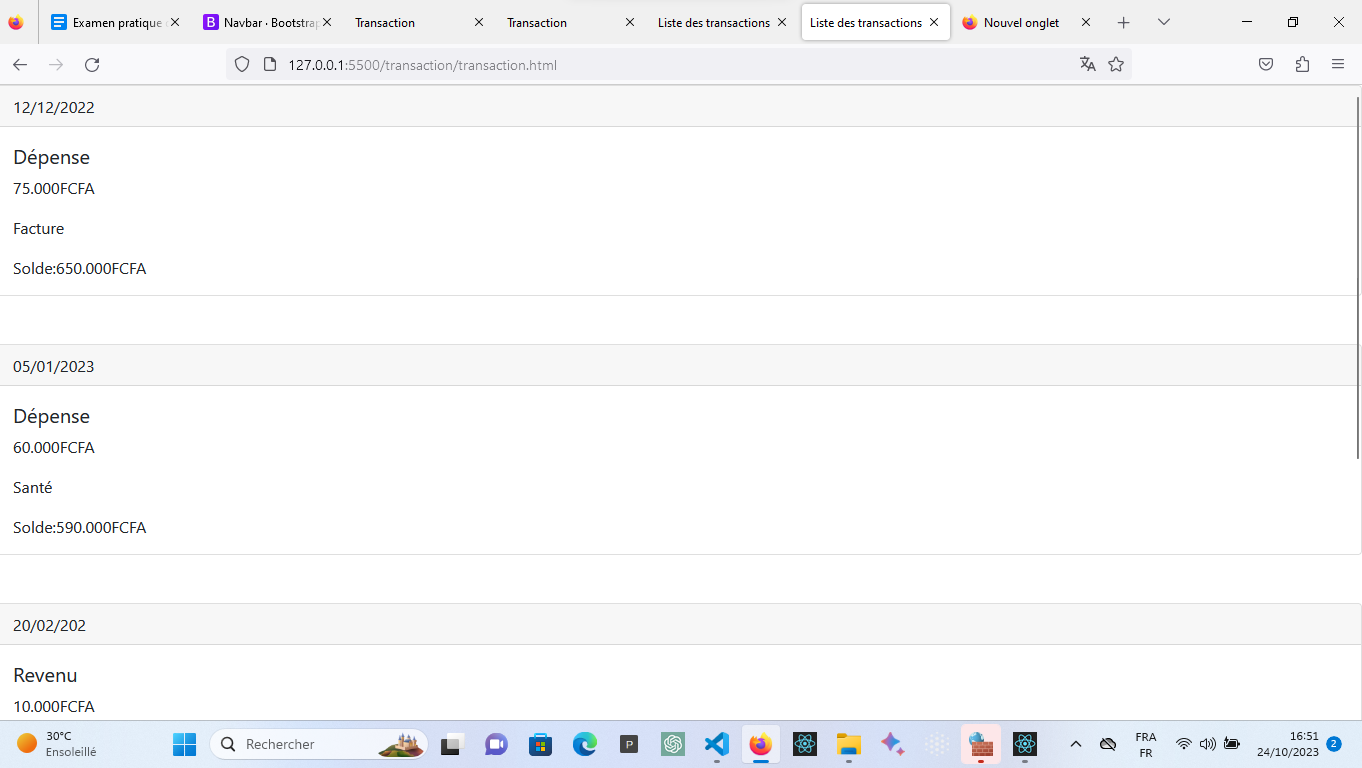 Examen pratique
Navbar · Bootstrap
Transaction
Transaction
Liste des transactions
Liste des transactions
Nouvel onglet
127.0.0.1:5500/transaction/transaction.html
12/12/2022
Dépense
75.000FCFA
Facture
Solde:650.000FCFA
05/01/2023
Dépense
60.000FCFA
Santé
Solde:590.000FCFA
20/02/202
Revenu
10.000FCFA
30°C
Ensoleillé
Rechercher
P
FRA
FR
16:51
24/10/2023
2